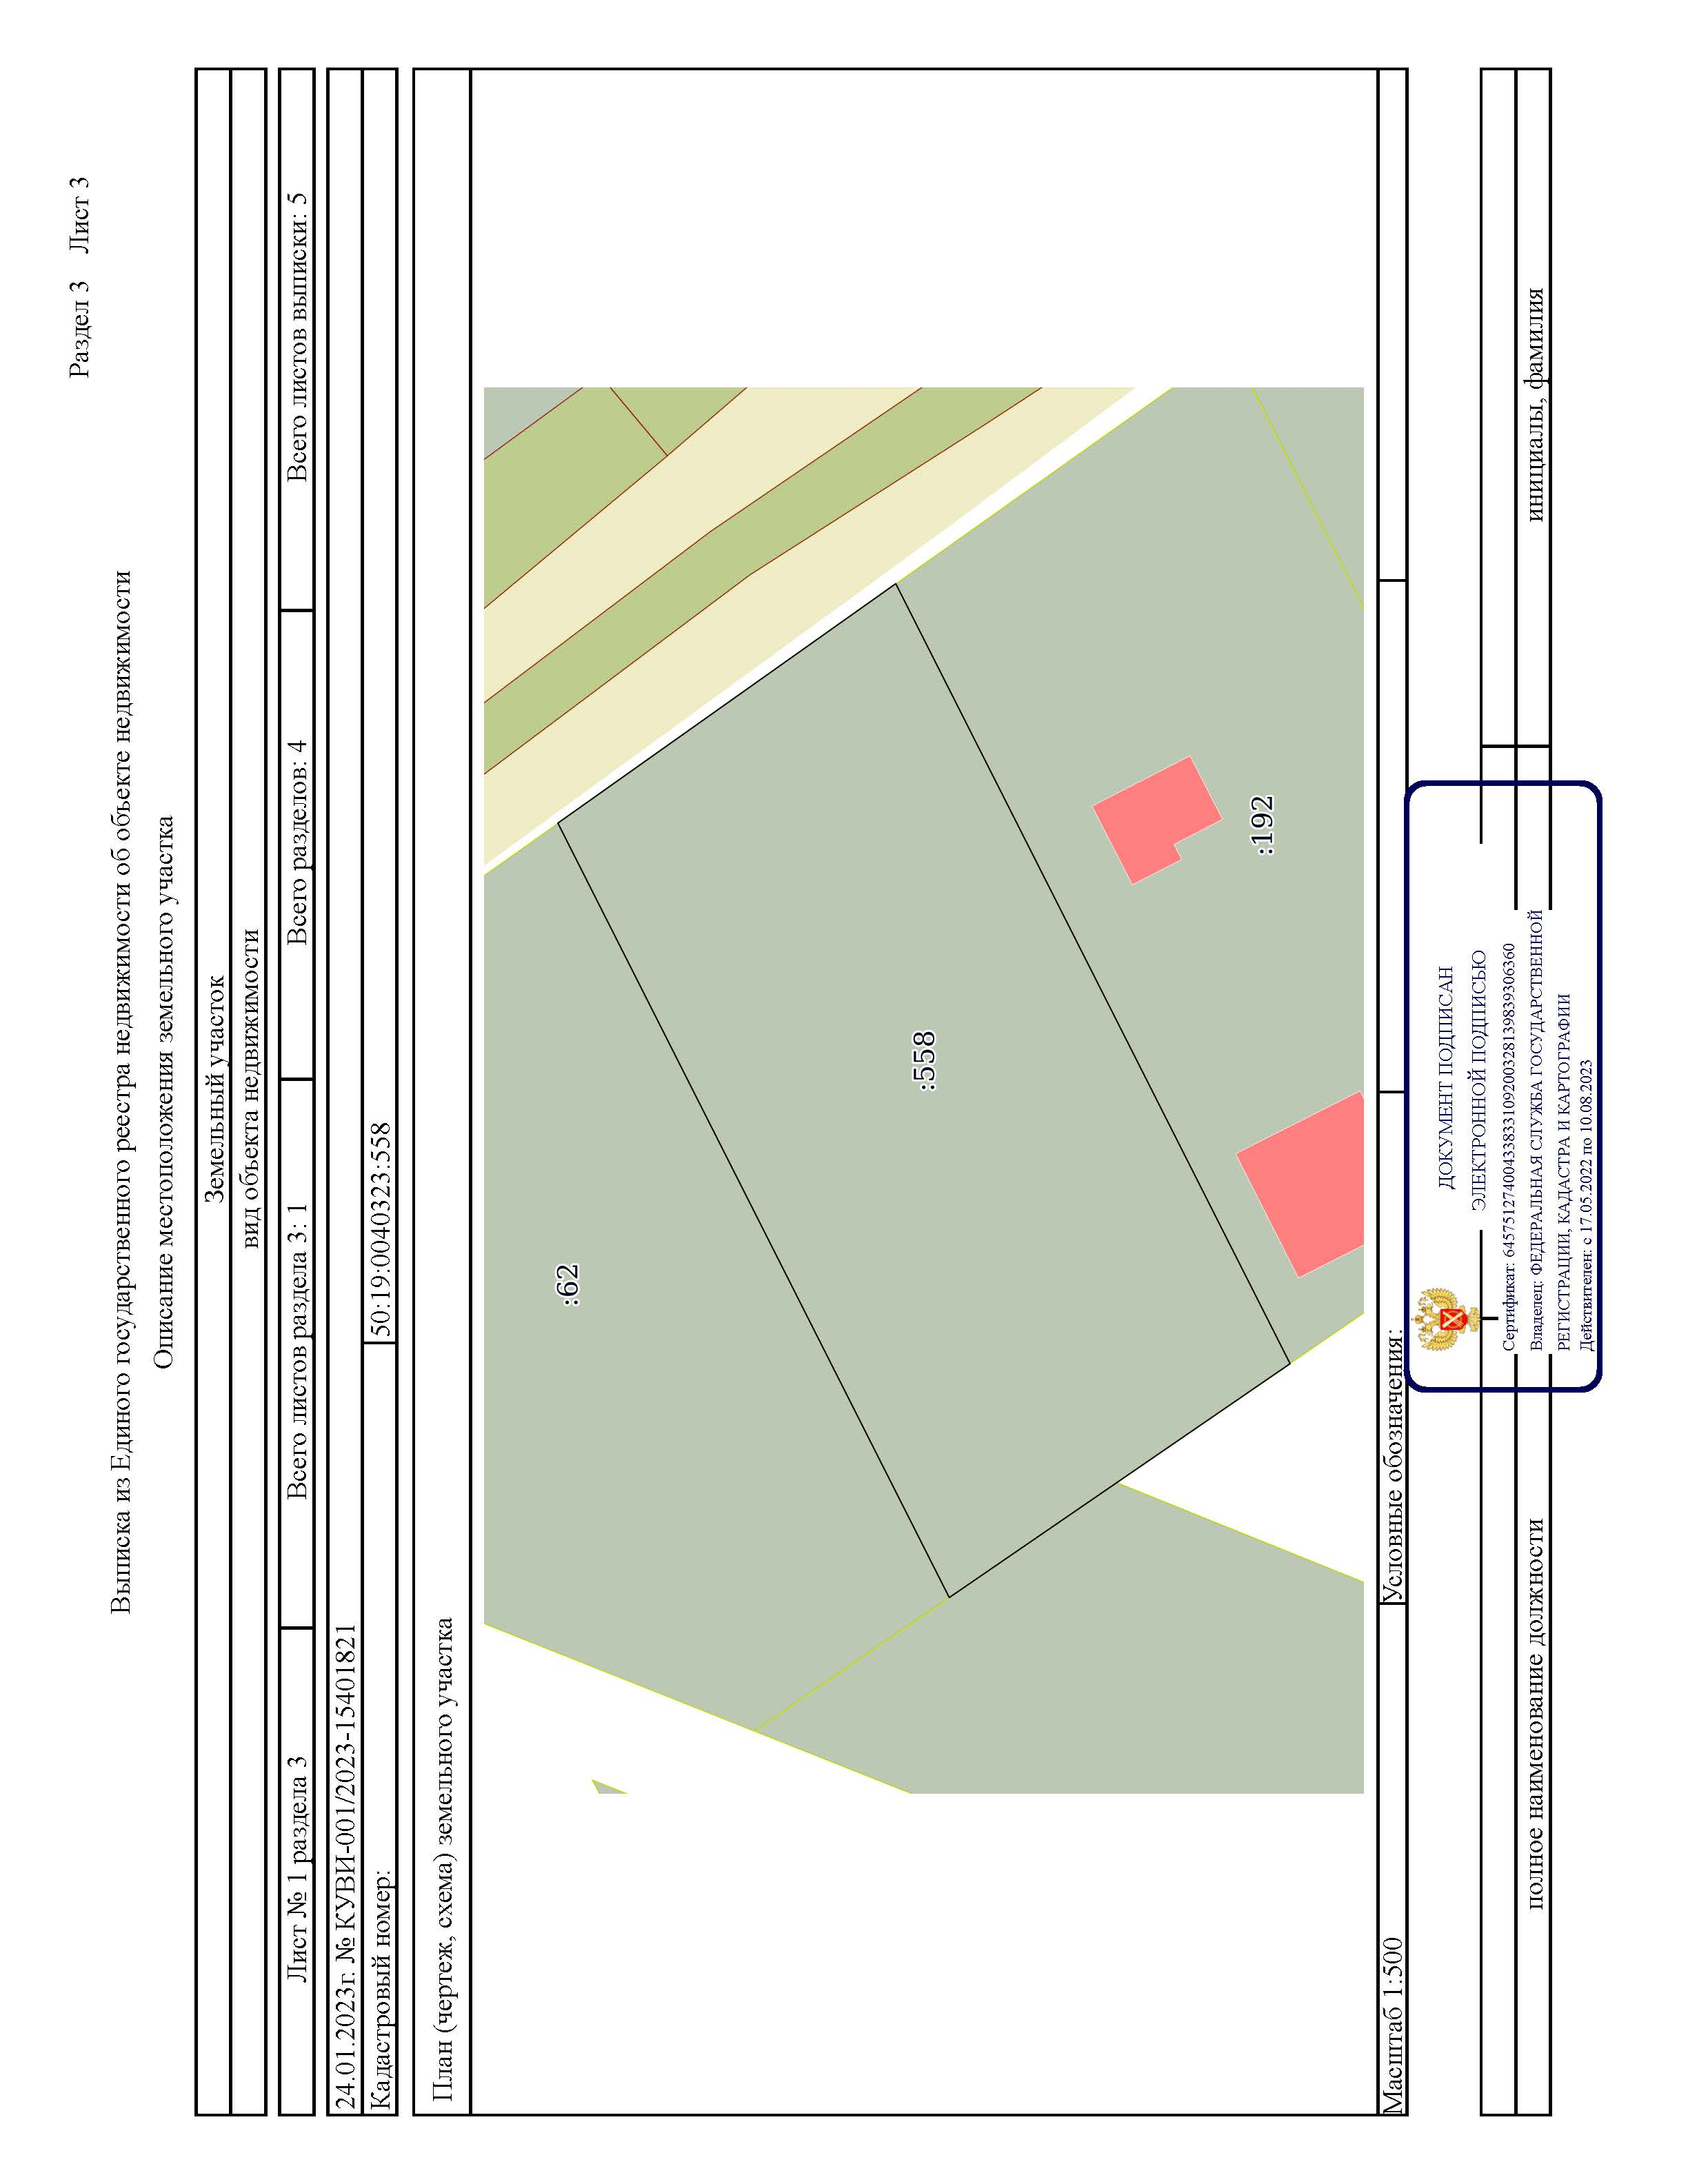 Раздел 3 Лист 3
Выписка из Единого государственного реестра недвижимости об объекте недвижимости
Описание местоположения земельного участка
Земельный участок
вид объекта недвижимости
Лист № 1 раздела 3 Всего листов раздела 3: 1 Всего разделов: 4 Всего листов выписки: 5
24.01.2023г. № КУВИ-001/2023-15401821
Кадастровый номер: 50:19:0040323:558
План (чертеж, схема) земельного участка
:62
:558
:192
Масштаб 1:500 Условные обозначения:
ДОКУМЕНТ ПОДПИСАН
ЭЛЕКТРОННОЙ ПОДПИСЬЮ
Сертификат: 64575127400433833109200328139839306360
Владелец: ФЕДЕРАЛЬНАЯ СЛУЖБА ГОСУДАРСТВЕННОЙ
РЕГИСТРАЦИИ, КАДАСТРА И КАРТОГРАФИИ
Действителен: с 17.05.2022 по 10.08.2023
полное наименование должности инициалы, фамилия